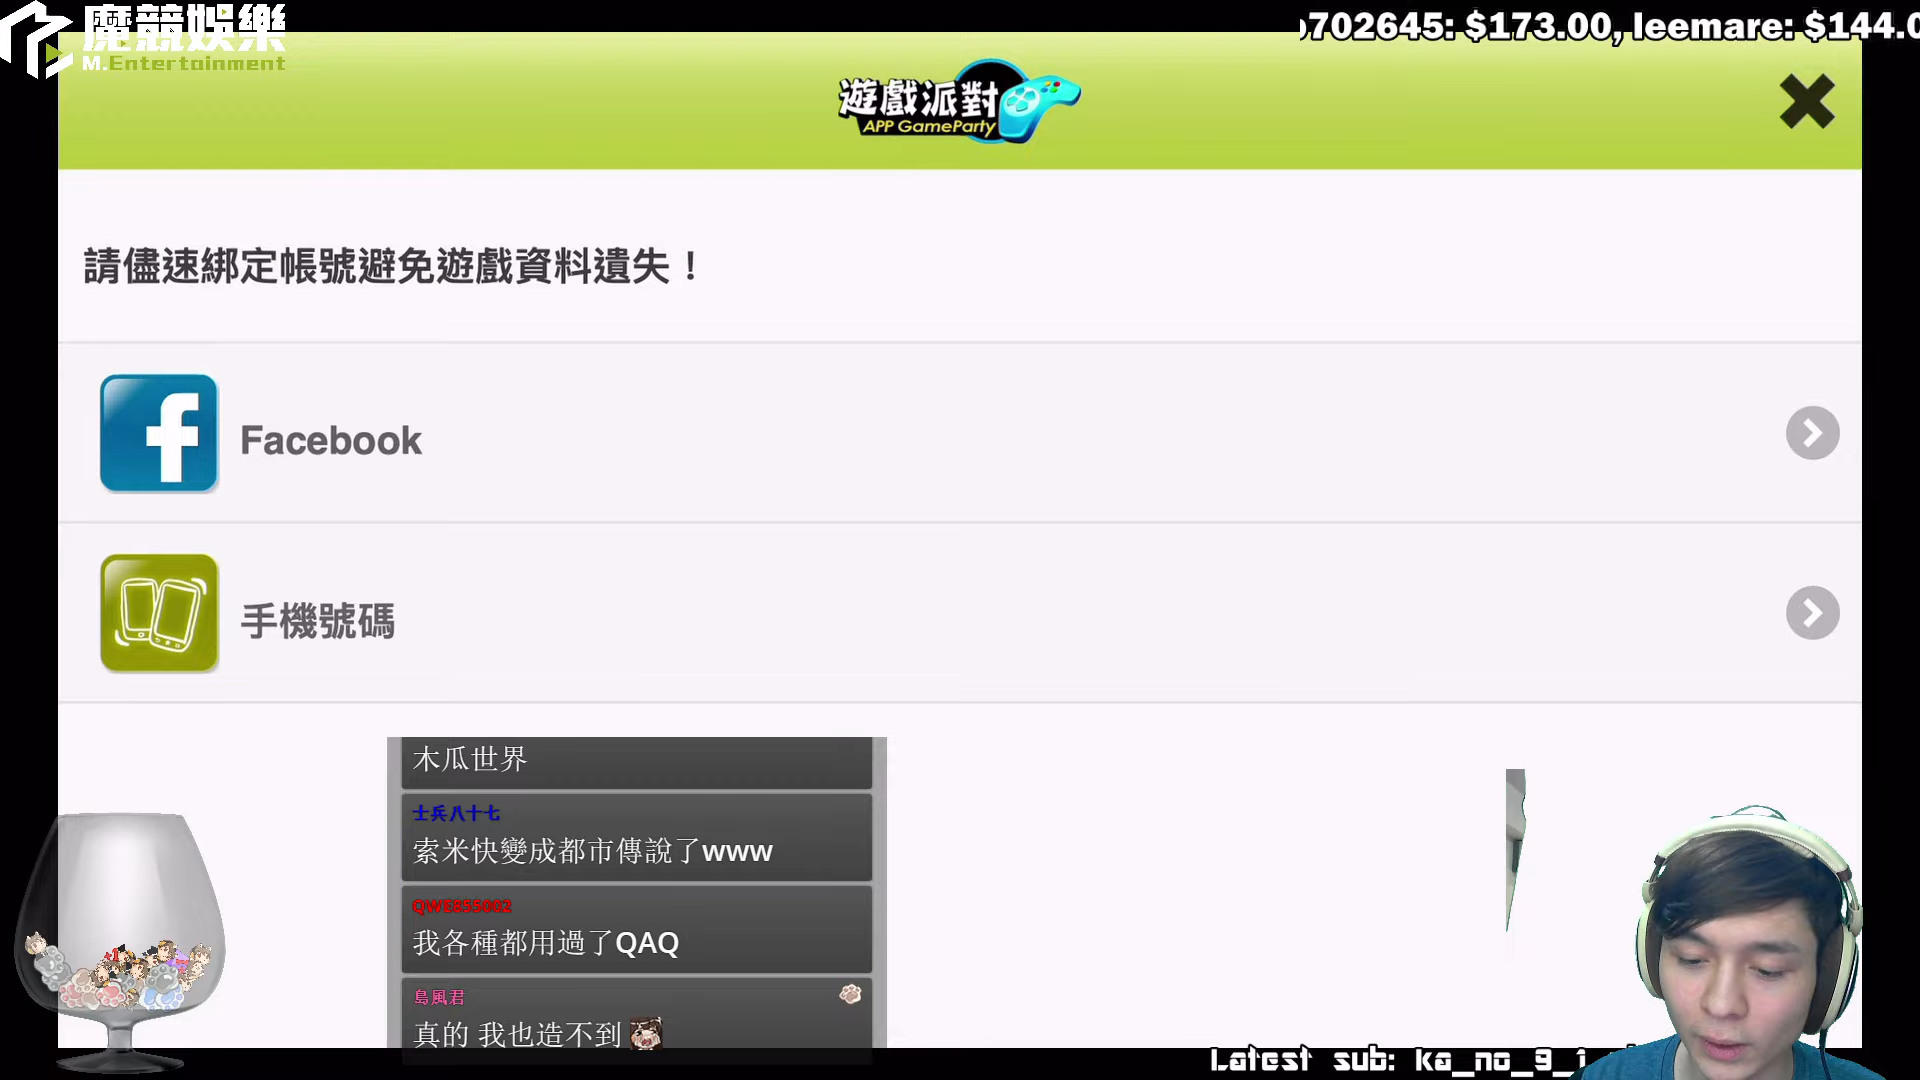 魔競娛樂
M.Entertainment
702645: $173.00, leemare: $144.0
遊戲派對
APP GameParty
請儘速綁定帳號避免遊戲資料遺失！
Facebook
手機號碼
木瓜世界
士兵八十七
索米快變成都市傳說了www
QWE855002
我各種都用過了QAQ
島風君
真的 我也造不到
+1
Latest sub: ka_no_9_i